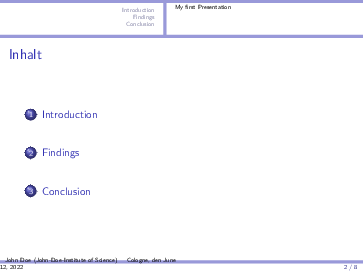 Introduction
Findings
Conclusion
My first Presentation
Inhalt
1 Introduction
2 Findings
3 Conclusion
John Doe (John-Doe-Institute of Science) Cologne, den June
12, 2022 2 / 8